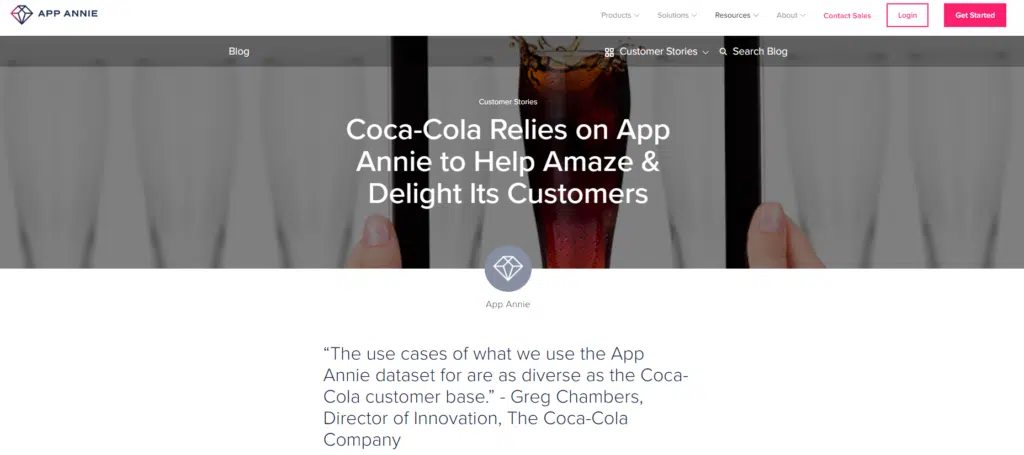 APP ANNIE
Products
Solutions
Resources
About
Contact Sales
Login
Get Started
Blog
Customer Stories
Search Blog
Customer Stories
Coca-Cola Relies on App
Annie to Help Amaze &
Delight Its Customers
App Annie
“The use cases of what we use the App
Annie dataset for are as diverse as the Coca-
Cola customer base.” - Greg Chambers,
Director of Innovation, The Coca-Cola
Company